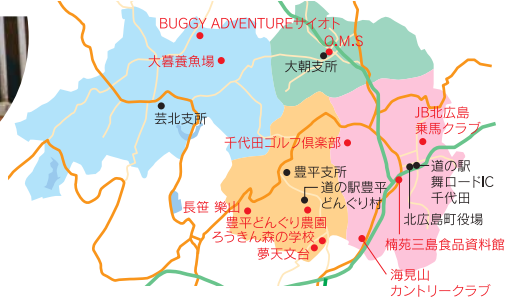 BUGGY ADVENTUREサイオト
O.M.S
大暮養魚場
大朝支所
芸北支所
JB北広島
乗馬クラブ
千代田ゴルフ倶楽部
豊平支所
道の駅豊平
どんぐり村
道の駅
舞ロードIC
千代田
長笹 樂山
豊平どんぐり農園
ろうきん森の学校
夢天文台
北広島町役場
楠苑三島食品資料館
海見山
カントリークラブ